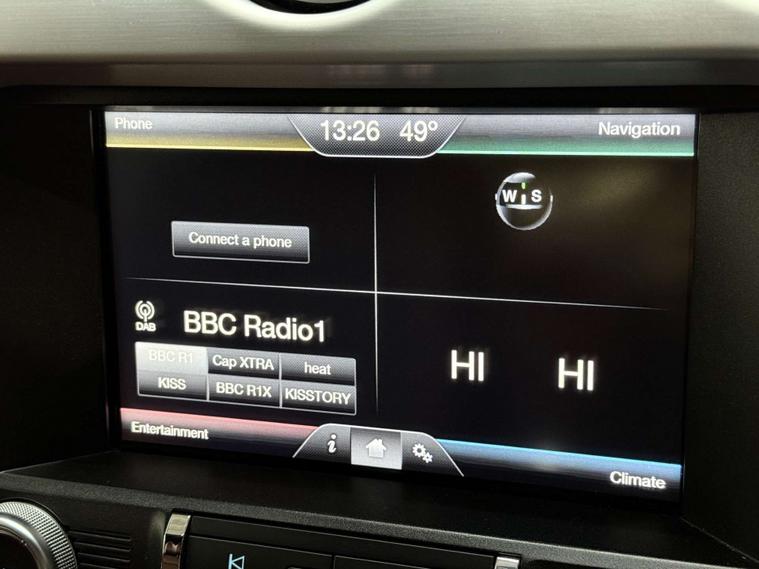 Phone
13:26 49°
Navigation
W S
Connect a phone
DAB
BBC Radio1
BBC R1 Cap XTRA heat
KISS BBC R1X KISSTORY
HI HI
Entertainment
i
Climate